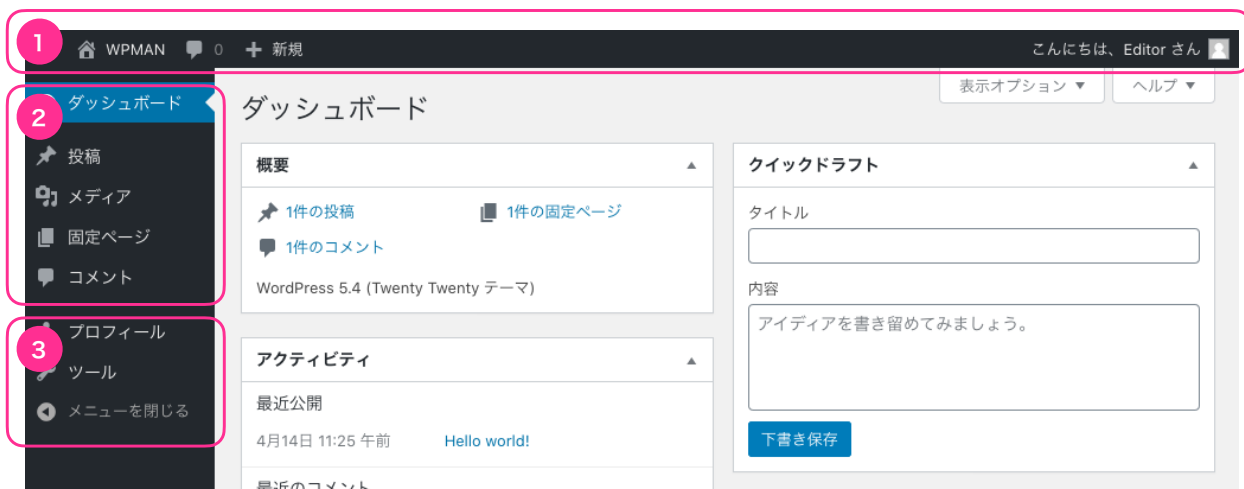 1 WPMAN 0 新規 こんにちは、Editor さん
2 ダッシュボード
投稿
メディア
固定ページ
コメント
3 プロフィール
ツール
メニューを閉じる
表示オプション ▼ ヘルプ ▼
ダッシュボード
概要
1件の投稿 1件の固定ページ
1件のコメント
WordPress 5.4 (Twenty Twenty テーマ)
アクティビティ
最近公開
4月14日 11:25 午前 Hello world!
最近のコメント
クイックドラフト
タイトル
内容
アイディアを書き留めてみましょう。
下書き保存